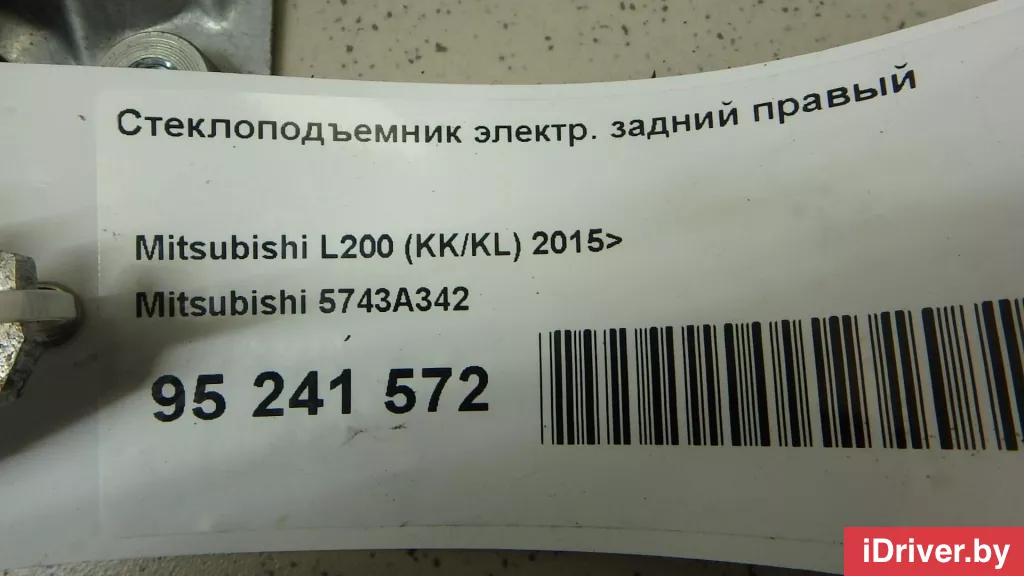 Стеклоподъемник электр. задний правый
Mitsubishi L200 (KK/KL) 2015>
Mitsubishi 5743A342
95 241 572
iDriver.by